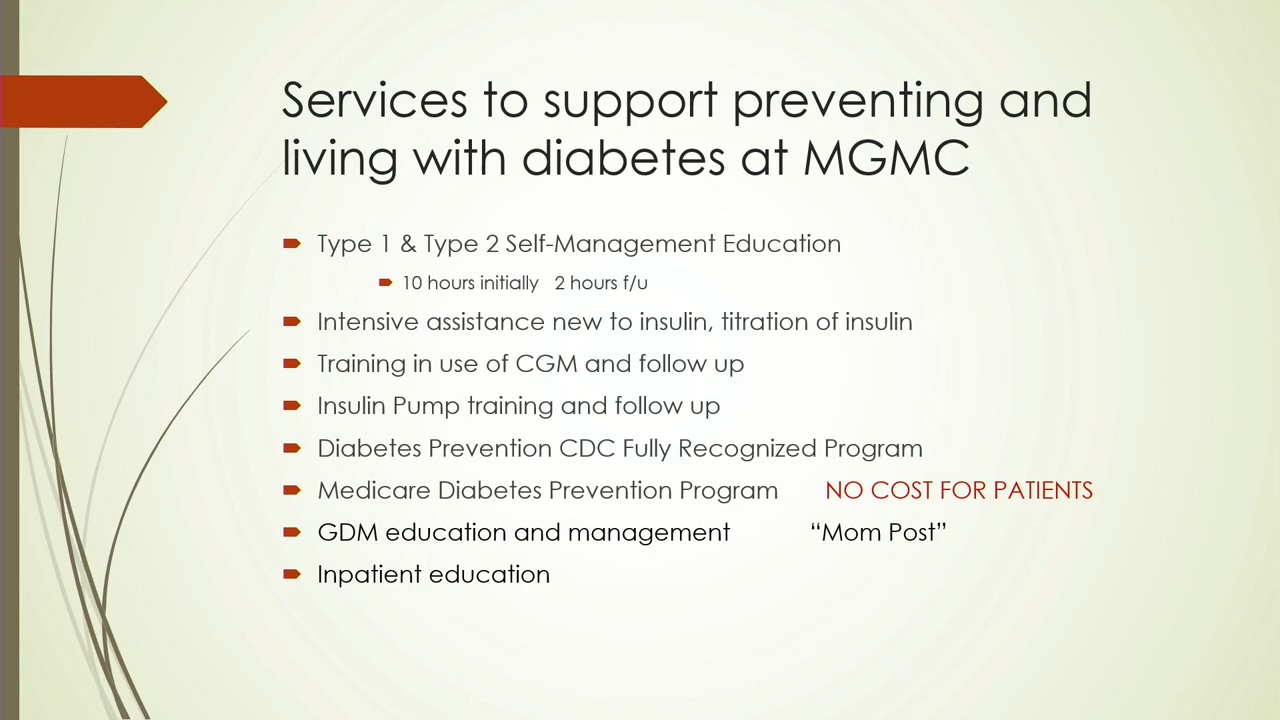 Services to support preventing and
living with diabetes at MGMC
Type 1 & Type 2 Self-Management Education
10 hours initially   2 hours f/u
Intensive assistance new to insulin, titration of insulin
Training in use of CGM and follow up
Insulin Pump training and follow up
Diabetes Prevention CDC Fully Recognized Program
Medicare Diabetes Prevention Program   NO COST FOR PATIENTS
GDM education and management   “Mom Post”
Inpatient education